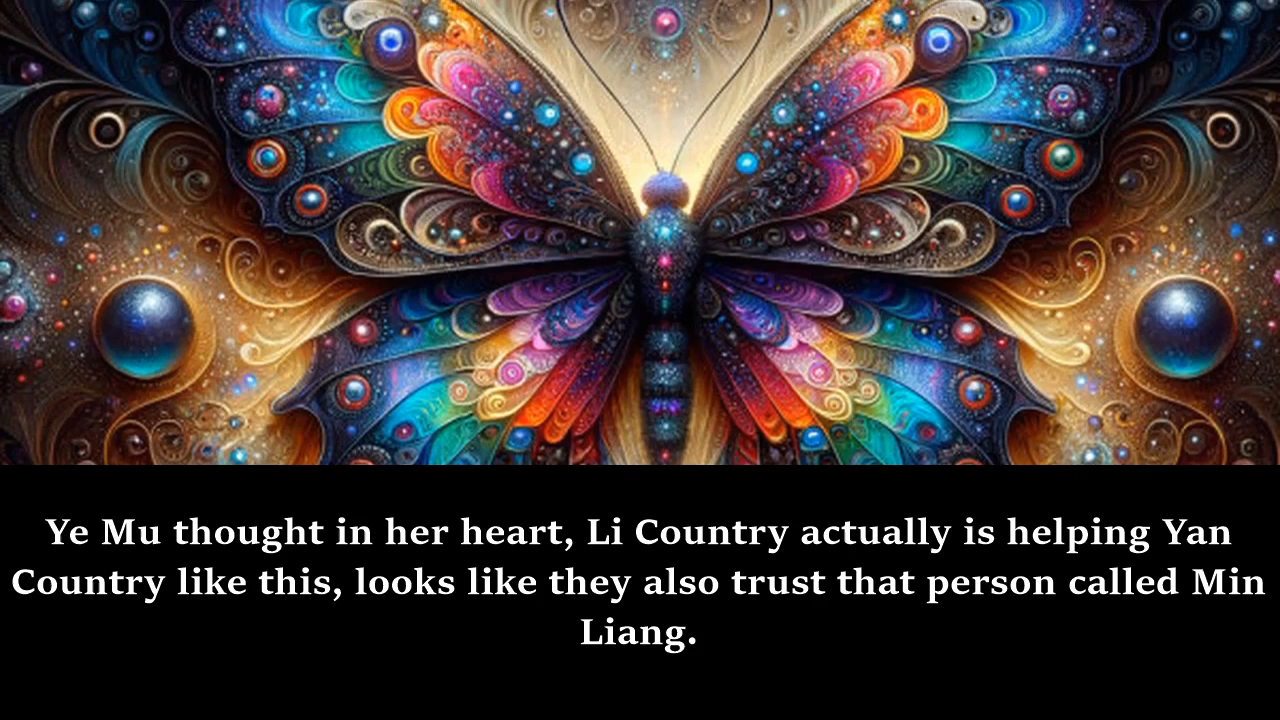 Ye Mu thought in her heart, Li Country actually is helping Yan
Country like this, looks like they also trust that person called Min
Liang.